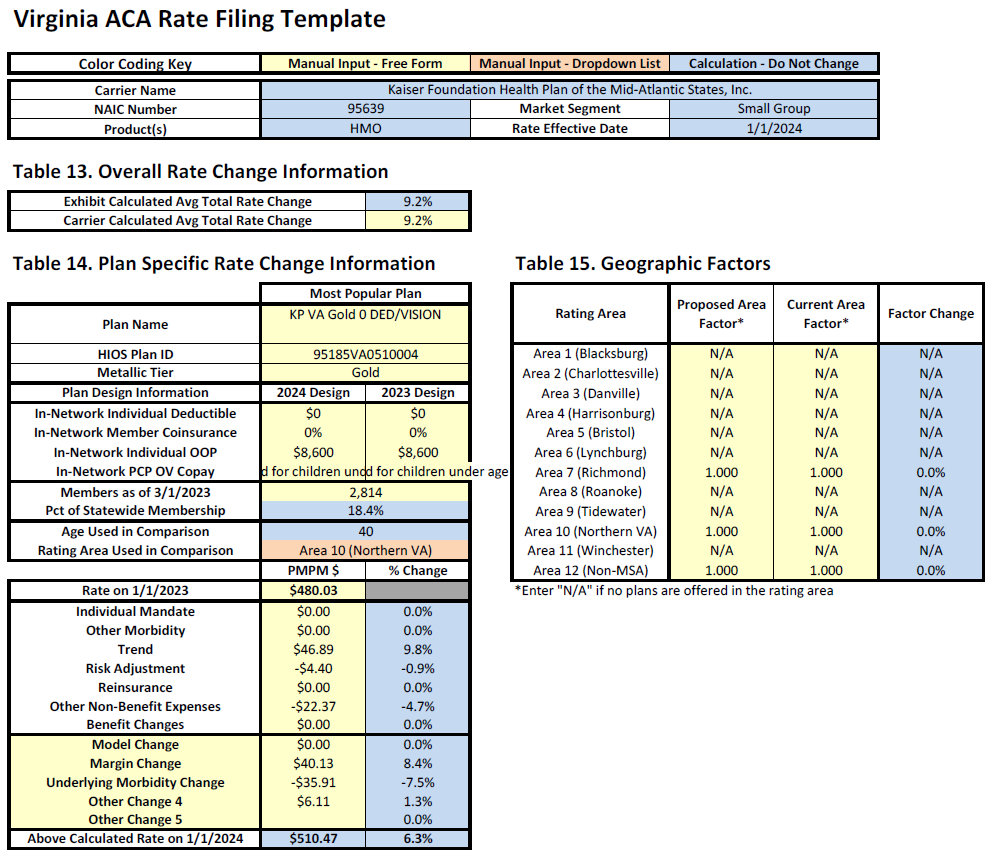 Virginia ACA Rate Filing Template
Color Coding Key Manual Input - Free Form Manual Input - Dropdown List Calculation - Do Not Change
Carrier Name Kaiser Foundation Health Plan of the Mid-Atlantic States, Inc.
NAIC Number 95639 Market Segment Small Group
Product(s) HMO Rate Effective Date 1/1/2024
Table 13. Overall Rate Change Information
Exhibit Calculated Avg Total Rate Change 9.2%
Carrier Calculated Avg Total Rate Change 9.2%
Table 14. Plan Specific Rate Change Information
Most Popular Plan
Plan Name KP VA Gold 0 DED/VISION
HIOS Plan ID 95185VA0510004
Metallic Tier Gold
Plan Design Information 2024 Design 2023 Design
In-Network Individual Deductible $0 $0
In-Network Member Coinsurance 0% 0%
In-Network Individual OOP $8,600 $8,600
In-Network PCP OV Copay d for children und for children under age
Members as of 3/1/2023 2,814
Pct of Statewide Membership 18.4%
Age Used in Comparison 40
Rating Area Used in Comparison Area 10 (Northern VA)
PMPM $ % Change
Rate on 1/1/2023 $480.03
Individual Mandate $0.00 0.0%
Other Morbidity $0.00 0.0%
Trend $46.89 9.8%
Risk Adjustment -$4.40 -0.9%
Reinsurance $0.00 0.0%
Other Non-Benefit Expenses -$22.37 -4.7%
Benefit Changes $0.00 0.0%
Model Change $0.00 0.0%
Margin Change $40.13 8.4%
Underlying Morbidity Change -$35.91 -7.5%
Other Change 4 $6.11 1.3%
Other Change 5 0.0%
Above Calculated Rate on 1/1/2024 $510.47 6.3%
Table 15. Geographic Factors
Rating Area Proposed Area Factor* Current Area Factor* Factor Change
Area 1 (Blacksburg) N/A N/A N/A
Area 2 (Charlottesville) N/A N/A N/A
Area 3 (Danville) N/A N/A N/A
Area 4 (Harrisonburg) N/A N/A N/A
Area 5 (Bristol) N/A N/A N/A
Area 6 (Lynchburg) N/A N/A N/A
Area 7 (Richmond) 1.000 1.000 0.0%
Area 8 (Roanoke) N/A N/A N/A
Area 9 (Tidewater) N/A N/A N/A
Area 10 (Northern VA) 1.000 1.000 0.0%
Area 11 (Winchester) N/A N/A N/A
Area 12 (Non-MSA) 1.000 1.000 0.0%
*Enter "N/A" if no plans are offered in the rating area